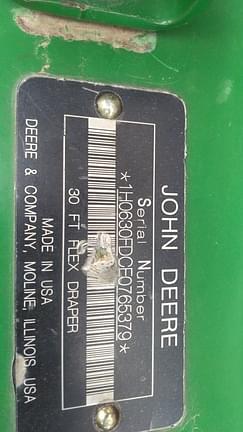 JOHN DEERE
Serial Number
*1H0630FDCF0765379*
30 FT FLEX DRAPER
MADE IN USA
DEERE & COMPANY, MOLINE, ILLINOIS USA